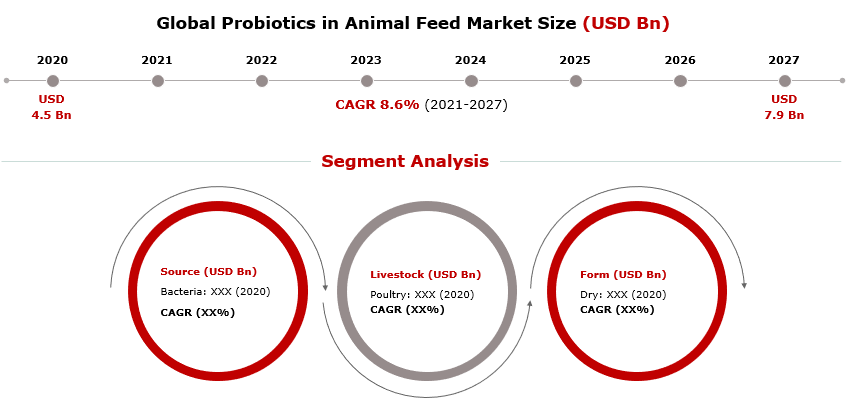 Global Probiotics in Animal Feed Market Size (USD Bn)
2020 2021 2022 2023 2024 2025 2026 2027
USD
4.5 Bn
CAGR 8.6% (2021-2027)
USD
7.9 Bn
Segment Analysis
Source (USD Bn)
Bacteria: XXX (2020)
CAGR (XX%)
Livestock (USD Bn)
Poultry: XXX (2020)
CAGR (XX%)
Form (USD Bn)
Dry: XXX (2020)
CAGR (XX%)